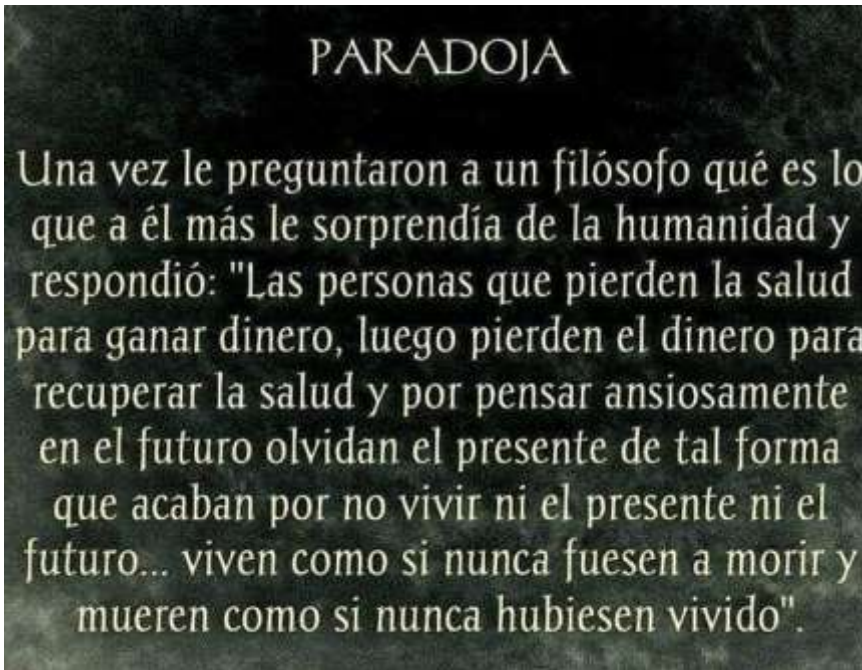 PARADOJA
Una vez le preguntaron a un filósofo qué es lo
que a él más le sorprendía de la humanidad y
respondió: "Las personas que pierden la salud
para ganar dinero, luego pierden el dinero para
recuperar la salud y por pensar ansiosamente
en el futuro olvidan el presente de tal forma
que acaban por no vivir ni el presente ni el
futuro... viven como si nunca fuesen a morir y
mueren como si nunca hubiesen vivido".